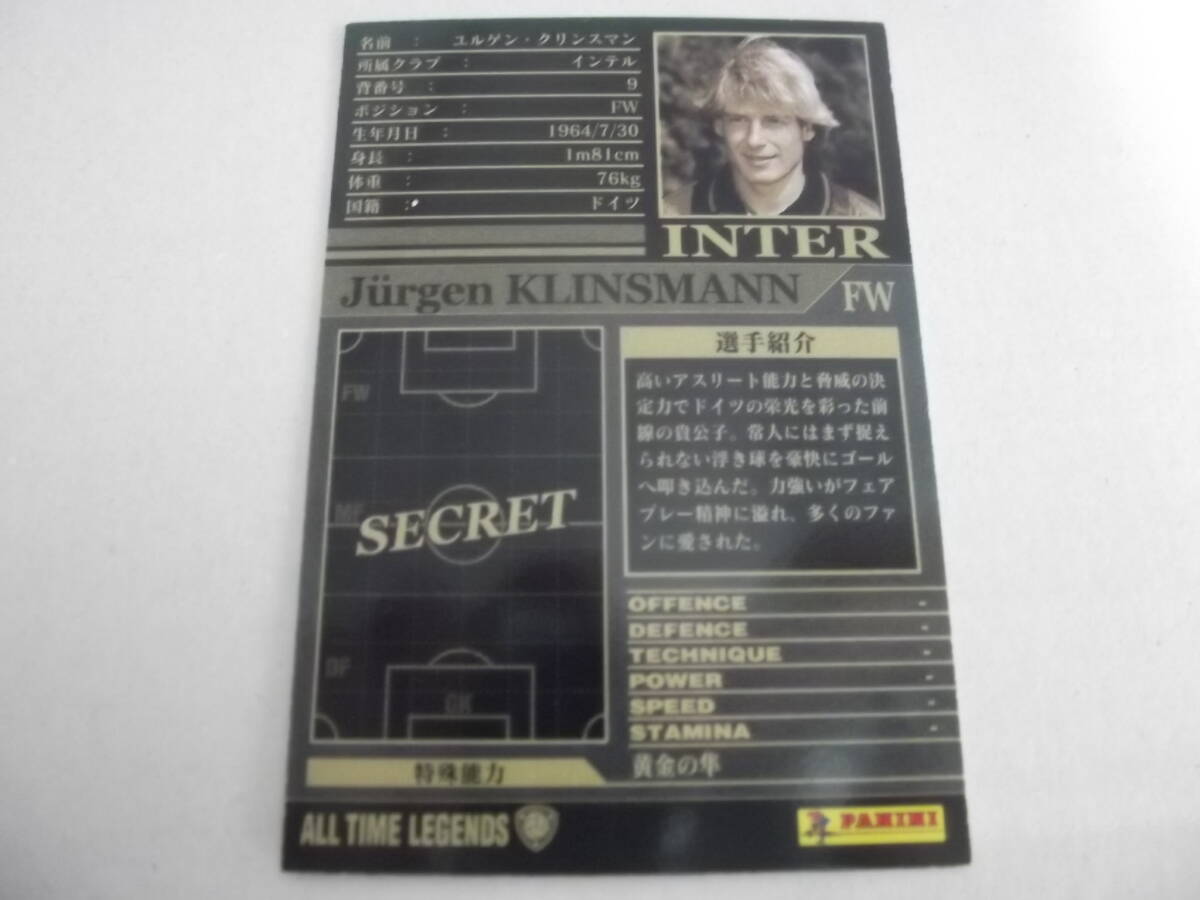 名前 : ユルゲン・クリンスマン
所属クラブ : インテル
背番号 : 9
ポジション : FW
生年月日 : 1964/7/30
身長 : 1m81cm
体重 : 76kg
国籍 : ドイツ
INTER
Jürgen KLINSMANN FW
FW
MF
SECRET
DF
GK
選手紹介
高いアスリート能力と脅威の決
定力でドイツの栄光を彩った前
線の貴公子。常人にはまず捉え
られない浮き球を豪快にゴール
へ叩き込んだ。力強いがフェア
プレー精神に溢れ、多くのファ
ンに愛された。
OFFENCE -
DEFENCE -
TECHNIQUE -
POWER -
SPEED -
STAMINA -
特殊能力 黄金の隼
ALL TIME LEGENDS
PANINI